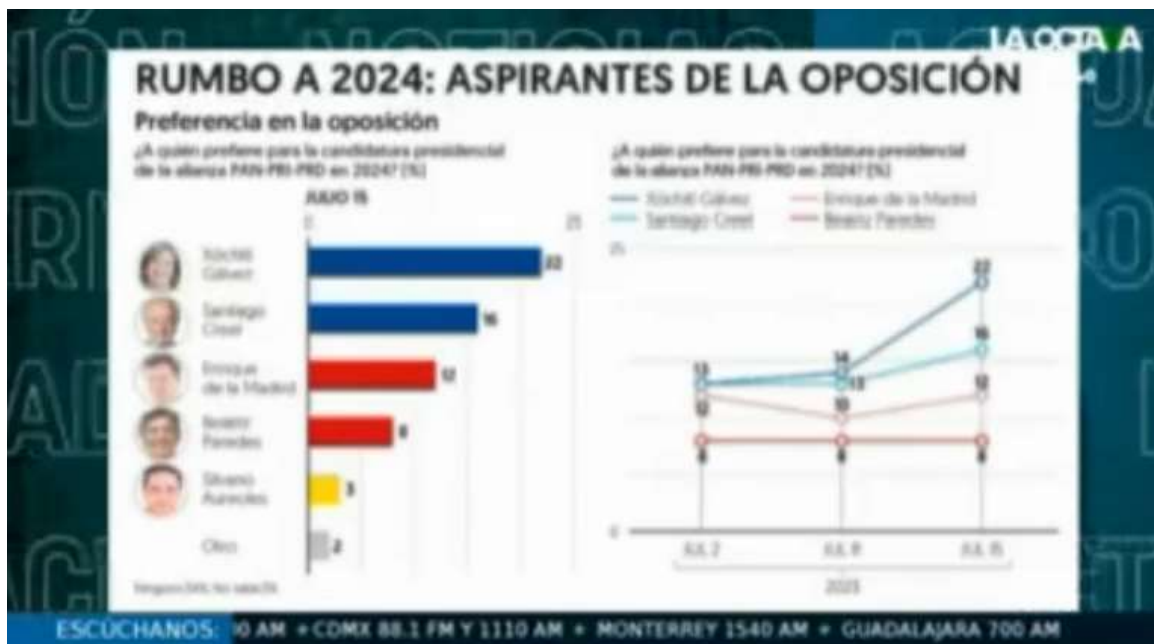 LA OCTAVA
RUMBO A 2024: ASPIRANTES DE LA OPOSICIÓN
Preferencia en la oposición
¿A quién prefiere para la candidatura presidencial
de la alianza PAN-PRI-PRD en 2024? (%)
JULIO 15
0 25
Xóchitl
Gálvez
22
Santiago
Creel
16
Enrique
de la Madrid
12
Beatriz
Paredes
8
Silvano
Aureoles
3
Otro
2
¿A quién prefiere para la candidatura presidencial
de la alianza PAN-PRI-PRD en 2024? (%)
Xóchitl Gálvez Enrique de la Madrid
Santiago Creel Beatriz Paredes
25
22
16
13 14 13
12 10 12
8 8 8
0
JUL 2 JUL 9 JUL 15
2023
ESCÚCHANOS: 00 AM + CDMX 88.1 FM Y 1110 AM + MONTERREY 1540 AM + GUADALAJARA 700 AM